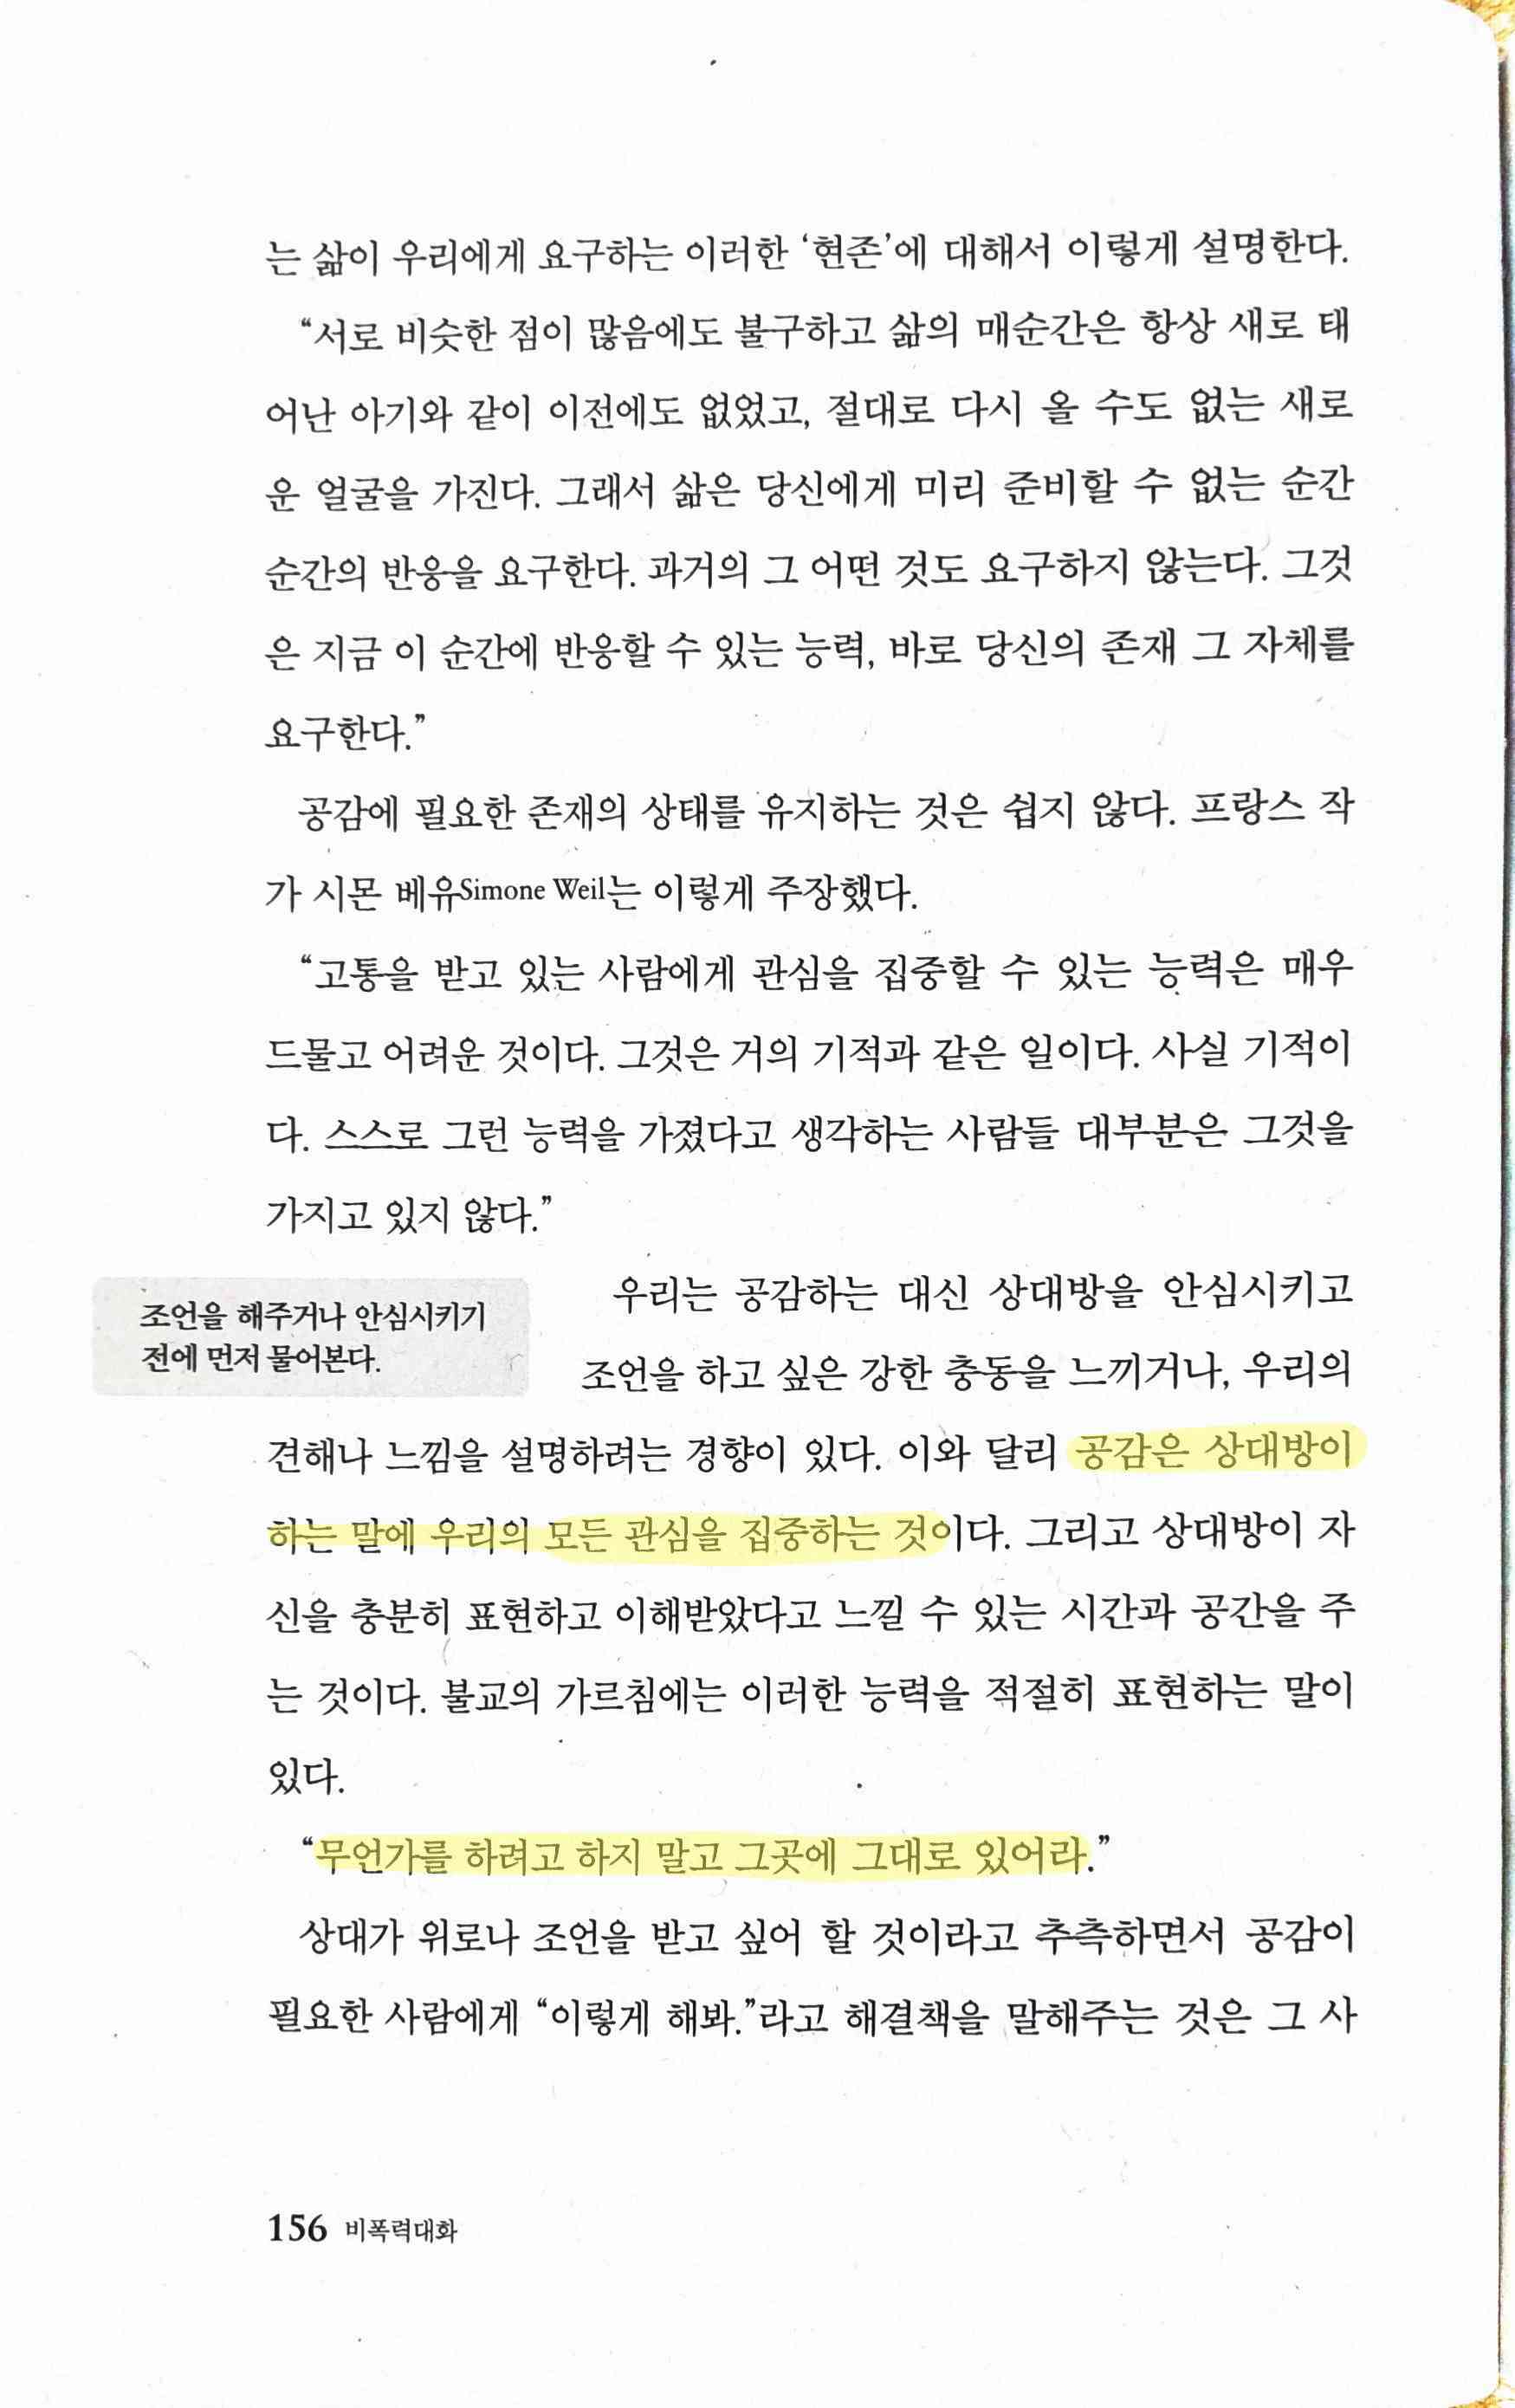 는 삶이 우리에게 요구하는 이러한 ‘현존’에 대해서 이렇게 설명한다.
“서로 비슷한 점이 많음에도 불구하고 삶의 매순간은 항상 새로 태
어난 아기와 같이 이전에도 없었고, 절대로 다시 올 수도 없는 새로
운 얼굴을 가진다. 그래서 삶은 당신에게 미리 준비할 수 없는 순간
순간의 반응을 요구한다. 과거의 그 어떤 것도 요구하지 않는다. 그것
은 지금 이 순간에 반응할 수 있는 능력, 바로 당신의 존재 그 자체를
요구한다.”
공감에 필요한 존재의 상태를 유지하는 것은 쉽지 않다. 프랑스 작
가 시몬 베유Simone Weil는 이렇게 주장했다.
“고통을 받고 있는 사람에게 관심을 집중할 수 있는 능력은 매우
드물고 어려운 것이다. 그것은 거의 기적과 같은 일이다. 사실 기적이
다. 스스로 그런 능력을 가졌다고 생각하는 사람들 대부분은 그것을
가지고 있지 않다.”
조언을 해주거나 안심시키기
전에 먼저 물어본다.
우리는 공감하는 대신 상대방을 안심시키고
조언을 하고 싶은 강한 충동을 느끼거나, 우리의
견해나 느낌을 설명하려는 경향이 있다. 이와 달리 공감은 상대방이
하는 말에 우리의 모든 관심을 집중하는 것이다. 그리고 상대방이 자
신을 충분히 표현하고 이해받았다고 느낄 수 있는 시간과 공간을 주
는 것이다. 불교의 가르침에는 이러한 능력을 적절히 표현하는 말이
있다.
“무언가를 하려고 하지 말고 그곳에 그대로 있어라.”
상대가 위로나 조언을 받고 싶어 할 것이라고 추측하면서 공감이
필요한 사람에게 “이렇게 해봐.”라고 해결책을 말해주는 것은 그 사
156 비폭력대화